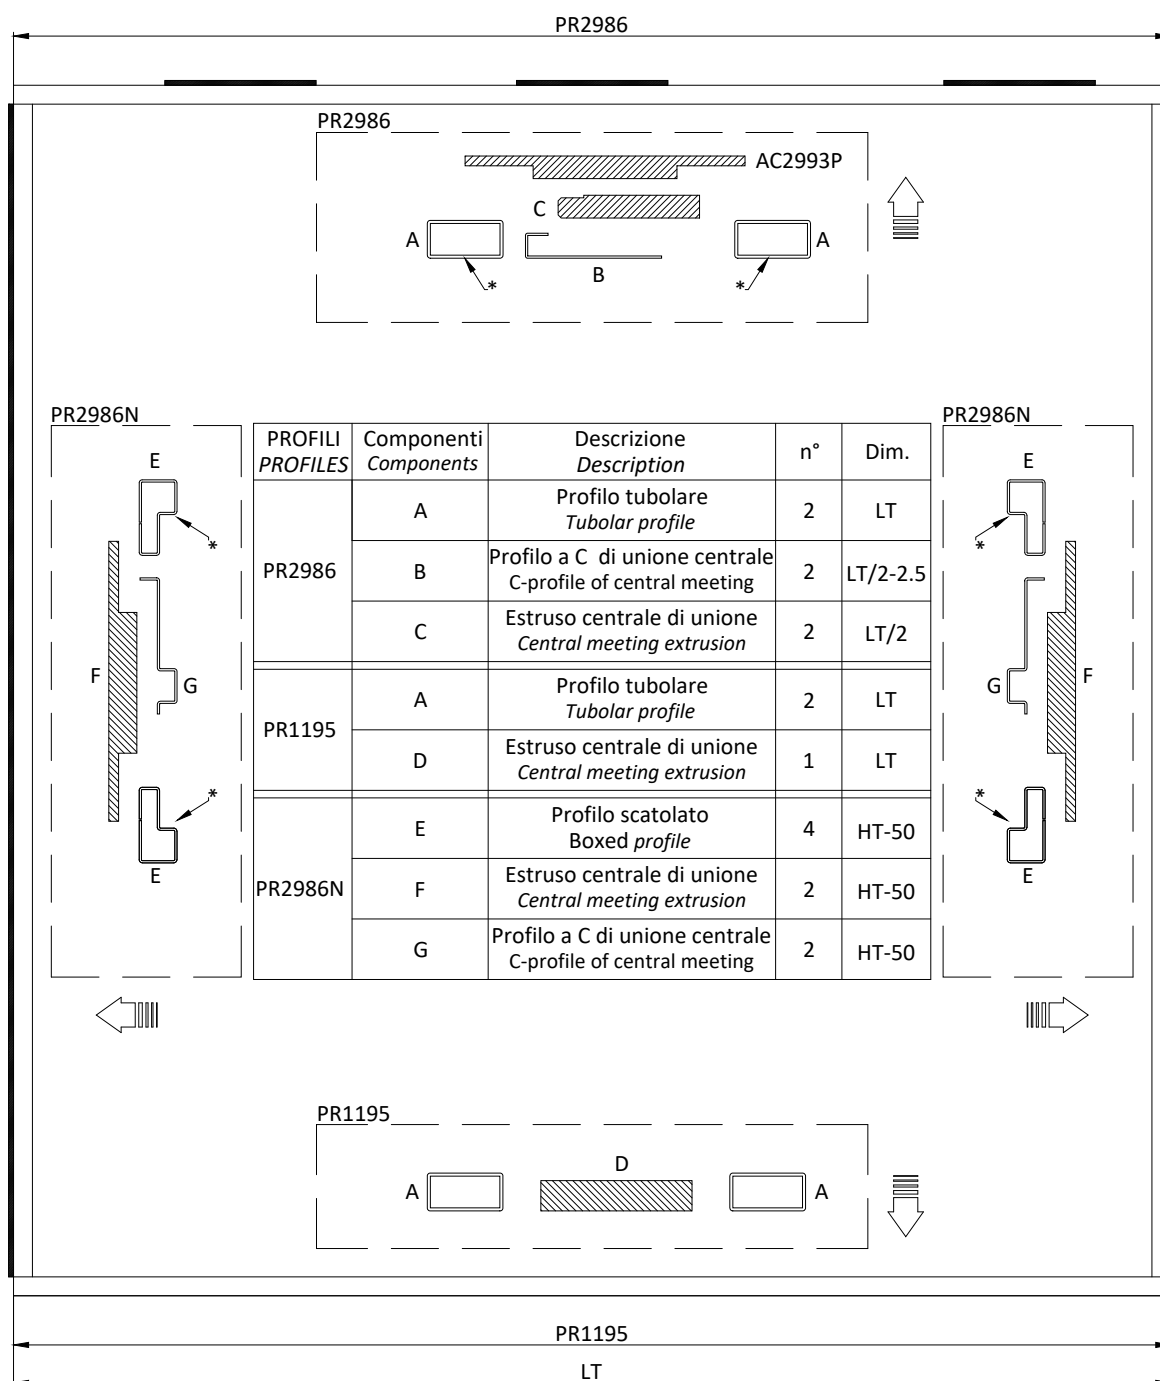 PR2986
PR2986
AC2993P
C
A
A
B
*
*
PR2986N
PR2986N
E
E
*
*
F
G
G
F
*
*
E
E
PROFILI Componenti Descrizione n° Dim.
PROFILES Components Description
PR2986
A Profilo tubolare 2 LT
Tubolar profile
B Profilo a C di unione centrale 2 LT/2-2.5
C-profile of central meeting
C Estruso centrale di unione 2 LT/2
Central meeting extrusion
PR1195
A Profilo tubolare 2 LT
Tubolar profile
D Estruso centrale di unione 1 LT
Central meeting extrusion
PR2986N
E Profilo scatolato 4 HT-50
Boxed profile
F Estruso centrale di unione 2 HT-50
Central meeting extrusion
G Profilo a C di unione centrale 2 HT-50
C-profile of central meeting
PR1195
D
A
A
PR1195
LT